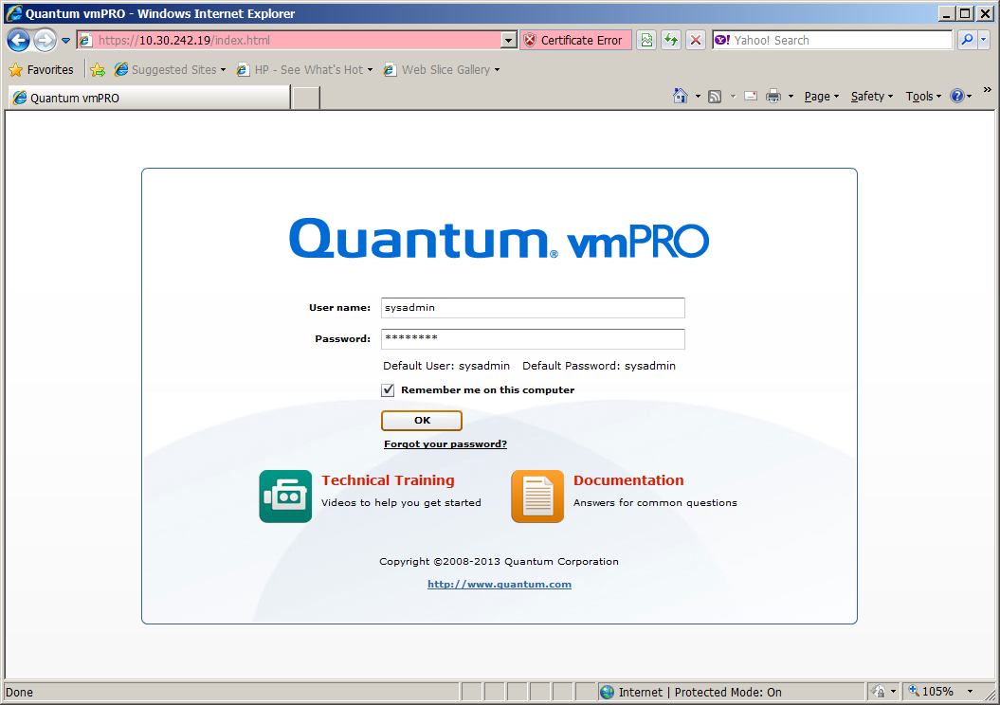 Quantum vmPRO - Windows Internet Explorer
https://10.30.242.19/index.html
Certificate Error
Yahoo! Search
Favorites
Suggested Sites
HP - See What's Hot
Web Slice Gallery
Quantum vmPRO
Page
Safety
Tools
»
Quantum® vmPRO
User name: sysadmin
Password: ********
Default User: sysadmin Default Password: sysadmin
Remember me on this computer
OK
Forgot your password?
Technical Training
Videos to help you get started
Documentation
Answers for common questions
Copyright ©2008-2013 Quantum Corporation
http://www.quantum.com
Done
Internet | Protected Mode: On
105%